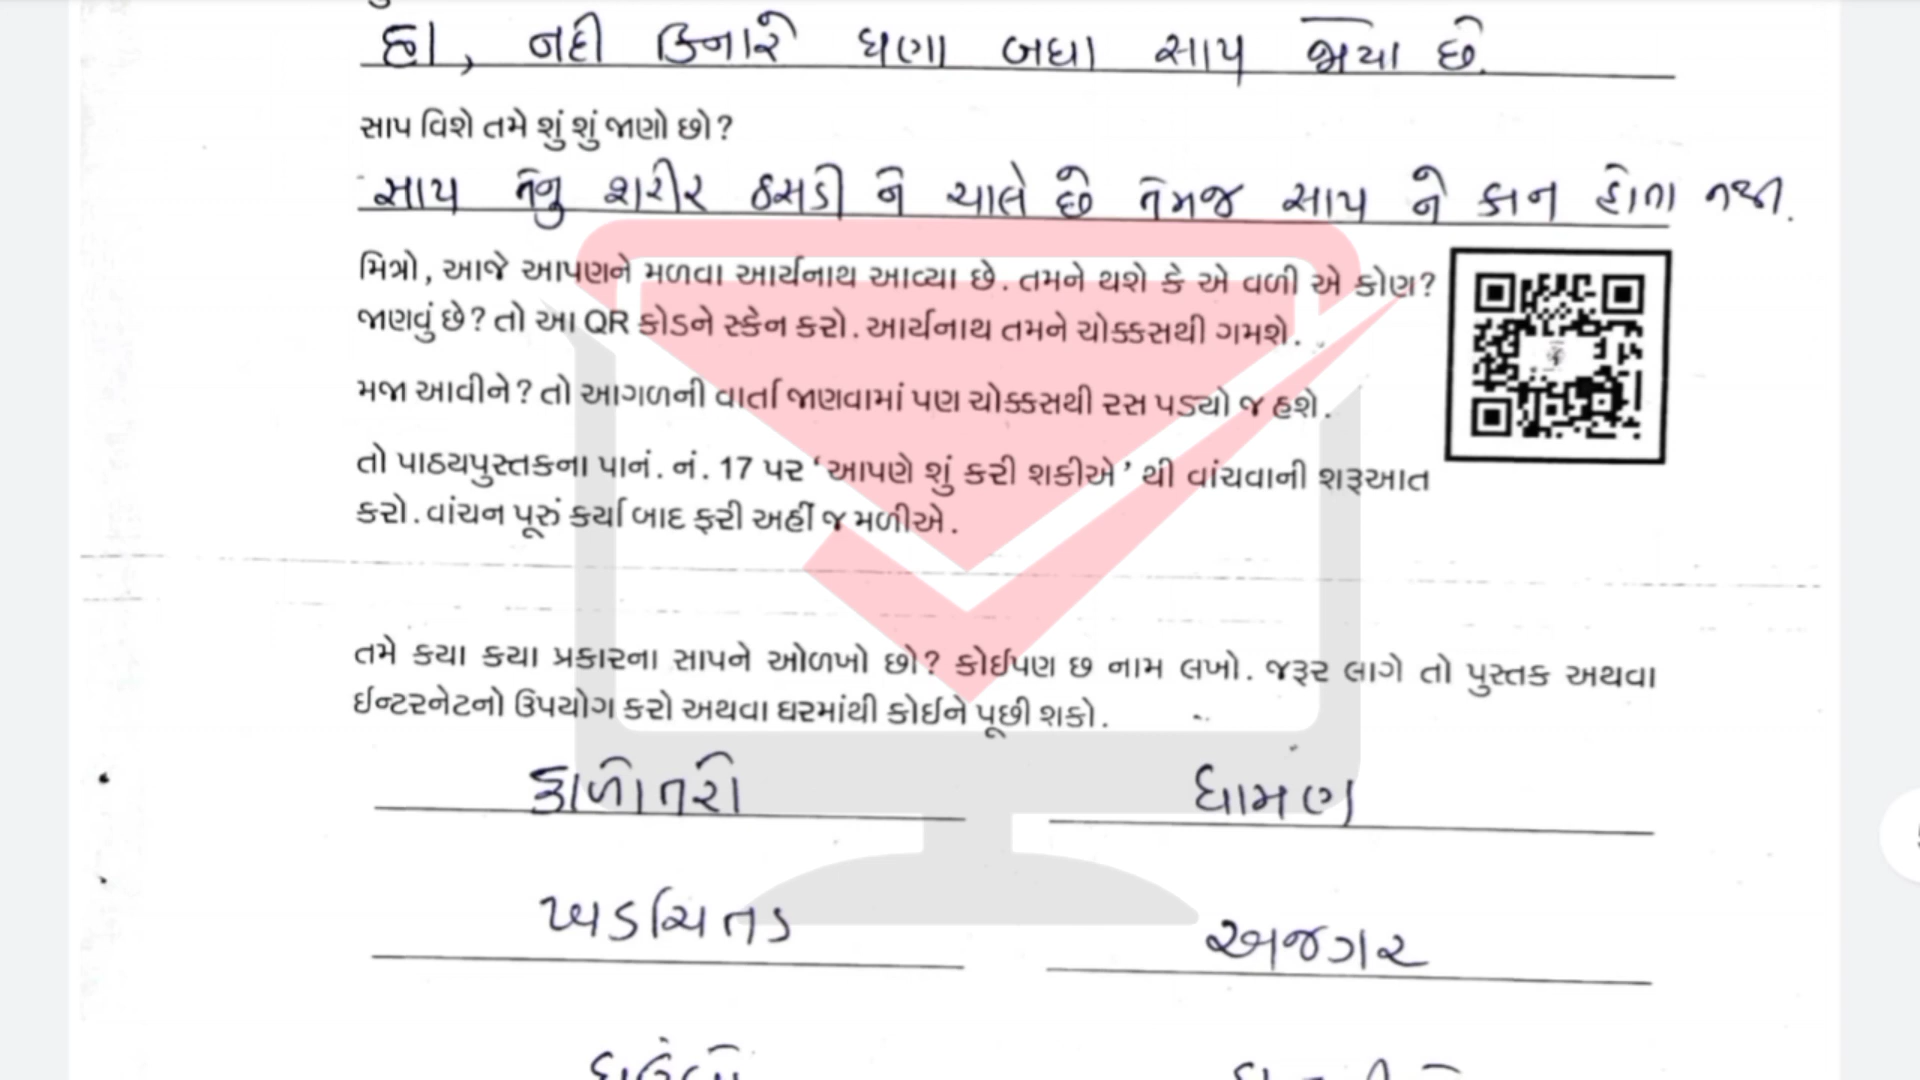 હા, નદી કિનારે ઘણા બધા સાપ જોયા છે.
સાપ વિશે તમે શું શું જાણો છો?
સાપ તેનુ શરીર ઢસડી ને ચાલે છે તેમજ સાપ ને કાન હોતા નથી.
મિત્રો, આજે આપણને મળવા આર્યનાથ આવ્યા છે. તમને થશે કે એ વળી એ કોણ?
જાણવું છે? તો આ QR કોડને સ્કેન કરો. આર્યનાથ તમને ચોક્કસથી ગમશે.
મજા આવીને? તો આગળની વાર્તા જાણવામાં પણ ચોક્કસથી રસ પડ્યો જ હશે.
તો પાઠ્યપુસ્તકના પાનં. નં. 17 પર ‘આપણે શું કરી શકીએ’ થી વાંચવાની શરૂઆત
કરો. વાંચન પૂરું કર્યા બાદ ફરી અહીં જ મળીએ.
તમે કયા કયા પ્રકારના સાપને ઓળખો છો? કોઈપણ છ નામ લખો. જરૂર લાગે તો પુસ્તક અથવા
ઈન્ટરનેટનો ઉપયોગ કરો અથવા ઘરમાંથી કોઈને પૂછી શકો.
કાળોતરો ધામણ
ખડચિતડ અજગર